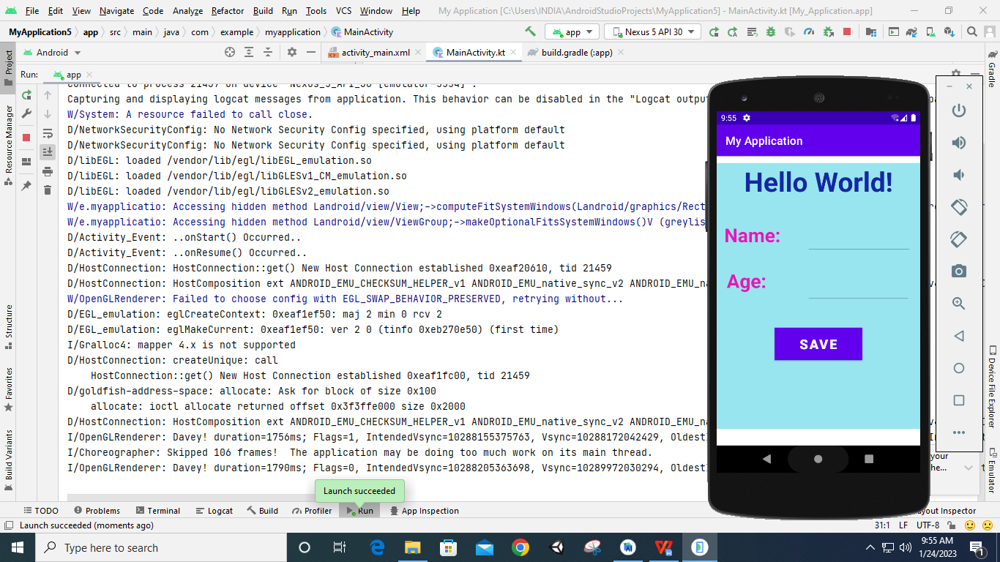 File Edit View Navigate Code Analyze Refactor Build Run Tools VCS Window Help My Application [C:\Users\INDIA\AndroidStudioProjects\MyApplication5] - MainActivity.kt [My_Application.app]
MyApplication5 app src main java com example myapplication MainActivity app Nexus 5 API 30
Android activity_main.xml MainActivity.kt build.gradle (:app)
Run: app
Capturing and displaying logcat messages from application. This behavior can be disabled in the "Logcat output
W/System: A resource failed to call close.
D/NetworkSecurityConfig: No Network Security Config specified, using platform default
D/NetworkSecurityConfig: No Network Security Config specified, using platform default
D/libEGL: loaded /vendor/lib/egl/libEGL_emulation.so
D/libEGL: loaded /vendor/lib/egl/libGLESv1_CM_emulation.so
D/libEGL: loaded /vendor/lib/egl/libGLESv2_emulation.so
W/e.myapplicatio: Accessing hidden method Landroid/view/View;->computeFitSystemWindows(Landroid/graphics/Rect
W/e.myapplicatio: Accessing hidden method Landroid/view/ViewGroup;->makeOptionalFitsSystemWindows()V (greylis
D/Activity_Event: ..onStart() Occurred..
D/Activity_Event: ..onResume() Occurred..
D/HostConnection: HostConnection::get() New Host Connection established 0xeaf20610, tid 21459
D/HostConnection: HostComposition ext ANDROID_EMU_CHECKSUM_HELPER_v1 ANDROID_EMU_native_sync_v2 ANDROID_EMU_na
W/OpenGLRenderer: Failed to choose config with EGL_SWAP_BEHAVIOR_PRESERVED, retrying without...
D/EGL_emulation: eglCreateContext: 0xeaf1ef50: maj 2 min 0 rcv 2
D/EGL_emulation: eglMakeCurrent: 0xeaf1ef50: ver 2 0 (tinfo 0xeb270e50) (first time)
I/Gralloc4: mapper 4.x is not supported
D/HostConnection: createUnique: call
HostConnection::get() New Host Connection established 0xeaf1fc00, tid 21459
D/goldfish-address-space: allocate: Ask for block of size 0x100
allocate: ioctl allocate returned offset 0x3f3ffe000 size 0x2000
D/HostConnection: HostComposition ext ANDROID_EMU_CHECKSUM_HELPER_v1 ANDROID_EMU_native_sync_v2 ANDROID_EMU_na
I/OpenGLRenderer: Davey! duration=1756ms; Flags=1, IntendedVsync=10288155375763, Vsync=10288172042429, Oldest
I/Choreographer: Skipped 106 frames!  The application may be doing too much work on its main thread.
I/OpenGLRenderer: Davey! duration=1790ms; Flags=0, IntendedVsync=10288205363698, Vsync=10289972030294, Oldest
9:55
My Application
Hello World!
Name:
Age:
SAVE
your
he...
Project
Resource Manager
Structure
Favorites
Build Variants
Gradle
Device File Explorer
Emulator
Launch succeeded
TODO Problems Terminal Logcat Build Profiler Run App Inspection yout Inspector
Launch succeeded (moments ago) 31:1 LF UTF-8
Type here to search
9:55 AM
1/24/2023
1